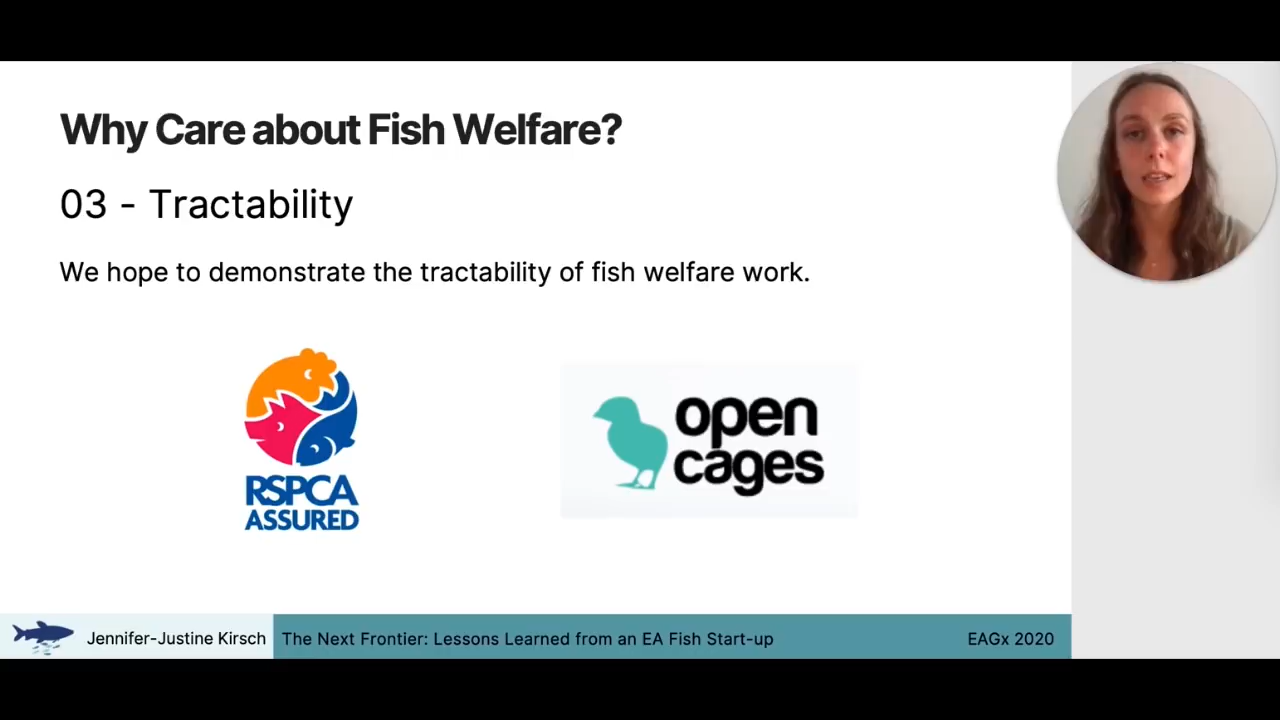 Why Care about Fish Welfare?
03 - Tractability
We hope to demonstrate the tractability of fish welfare work.
RSPCA
ASSURED
open
cages
Jennifer-Justine Kirsch
The Next Frontier: Lessons Learned from an EA Fish Start-up
EAGx 2020